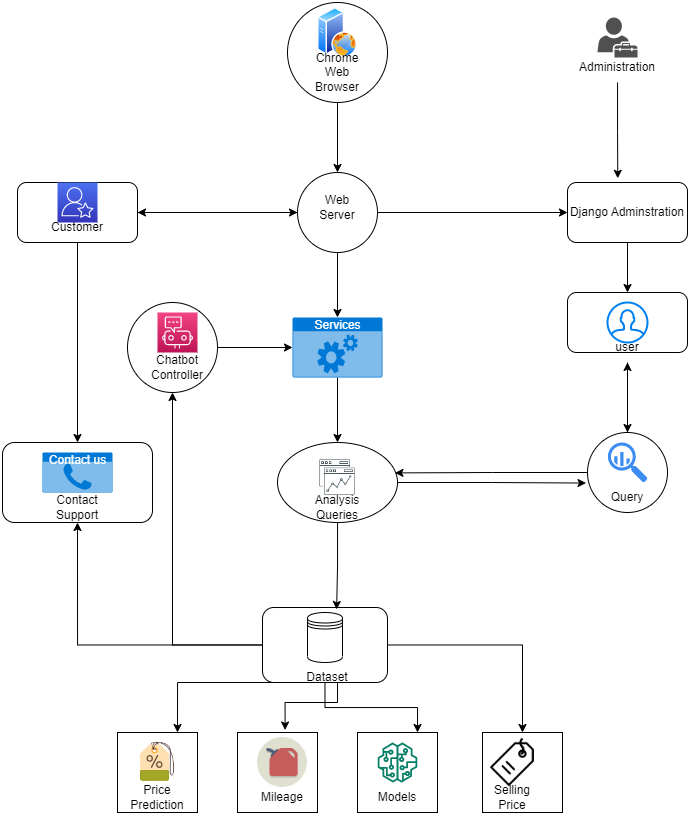 Chrome
Web
Browser
Administration
Web
Server
Customer
Django Adminstration
Services
Chatbot
Controller
user
Contact us
Contact
Support
Analysis
Queries
Query
Dataset
%
Price
Prediction
Mileage
Models
Selling
Price